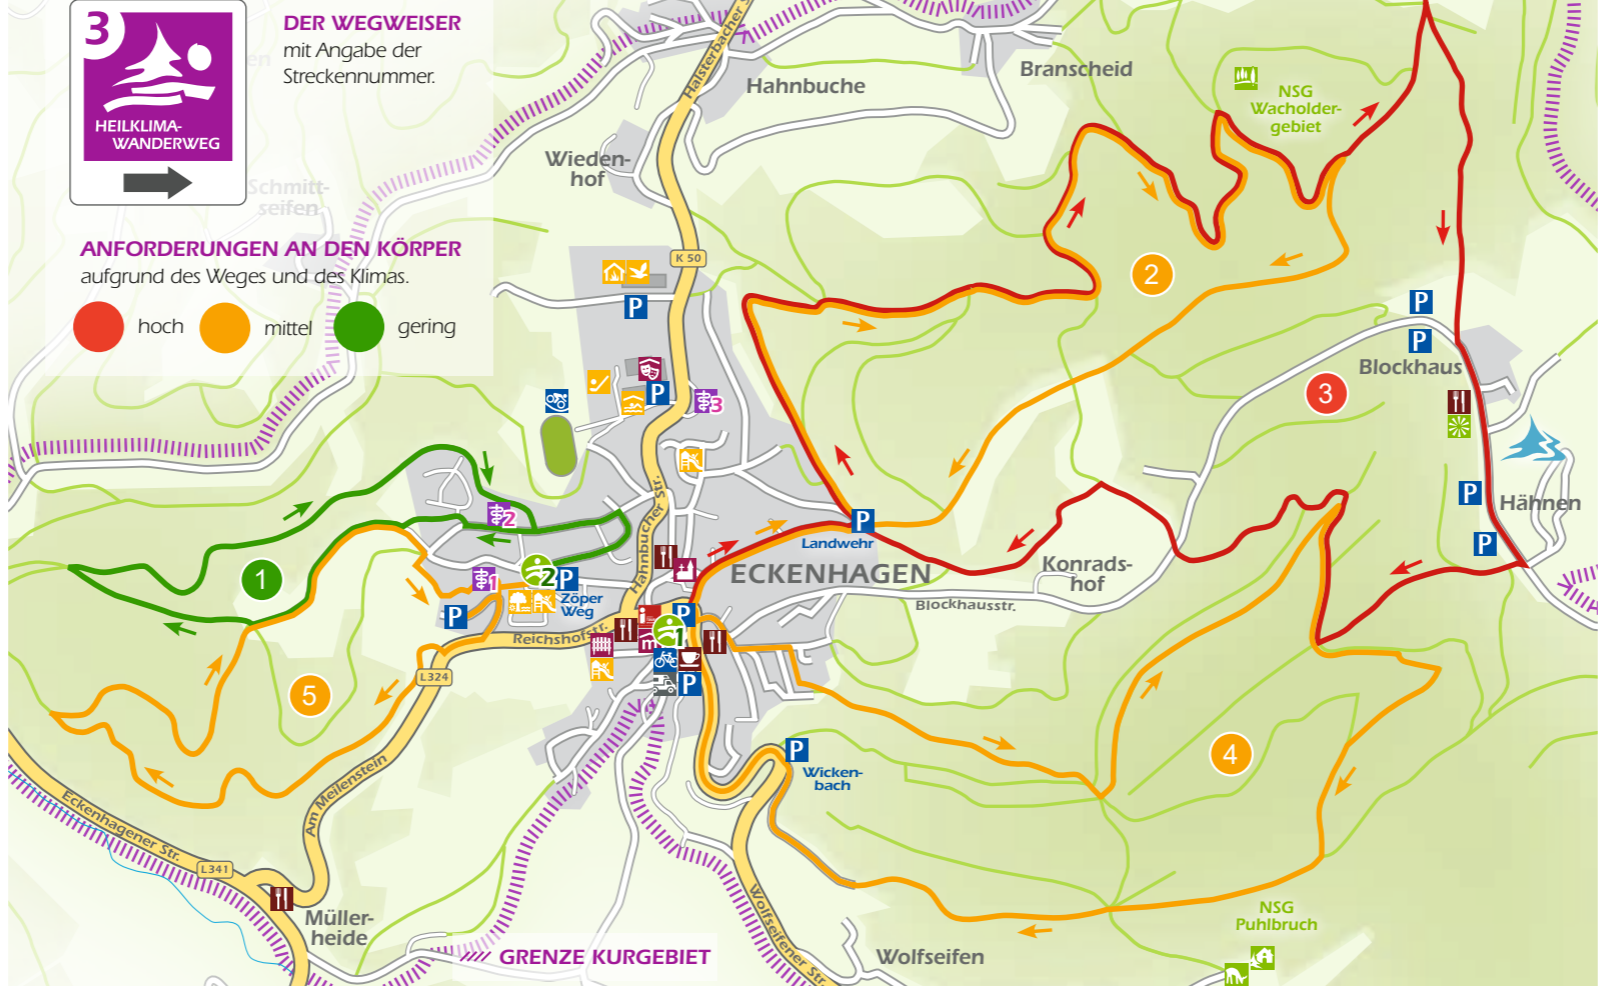 3
HEILKLIMA-
WANDERWEG
DER WEGWEISER
mit Angabe der
Streckennummer.
Schmitt-
seifen
ANFORDERUNGEN AN DEN KÖRPER
aufgrund des Weges und des Klimas.
hoch
mittel
gering
Halsterbacher S
Hahnbuche
Branscheid
NSG
Wacholder-
gebiet
Wieden-
hof
K 50
2
P
P
P
Blockhaus
3
P
3
Hahnbucher Str.
2
P
Hähnen
P
P
Landwehr
ECKENHAGEN
Konrads-
hof
Blockhausstr.
1
1
2
P
Zöper
Weg
P
P
Reichshofstr.
i
m
1
P
L324
5
4
P
Wicken-
bach
Am Meilenstein
Eckenhagener Str.
L341
Müller-
heide
GRENZE KURGEBIET
Wolfseifener Str.
Wolfseifen
NSG
Puhlbruch